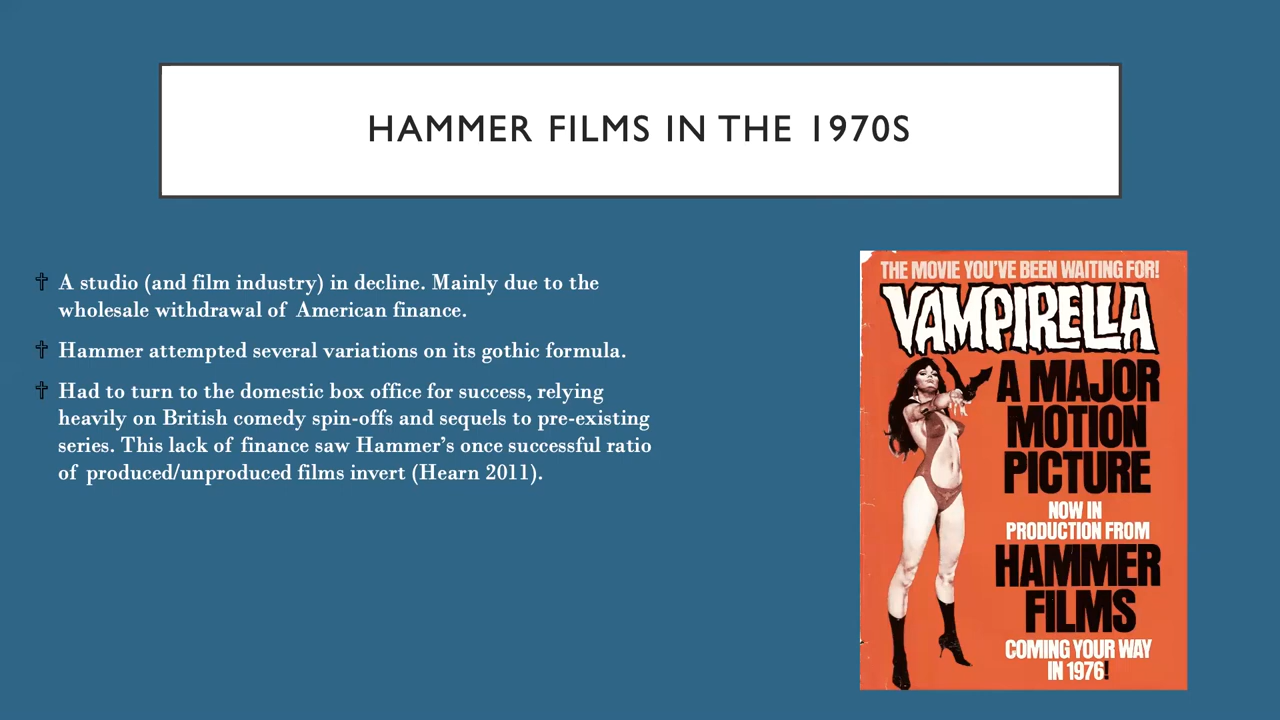 HAMMER FILMS IN THE 1970S
A studio (and film industry) in decline. Mainly due to the
wholesale withdrawal of American finance.
Hammer attempted several variations on its gothic formula.
Had to turn to the domestic box office for success, relying
heavily on British comedy spin-offs and sequels to pre-existing
series. This lack of finance saw Hammer’s once successful ratio
of produced/unproduced films invert (Hearn 2011).
THE MOVIE YOU'VE BEEN WAITING FOR!
VAMPIRELLA
A MAJOR
MOTION
PICTURE
NOW IN
PRODUCTION FROM
HAMMER
FILMS
COMING YOUR WAY
IN 1976!